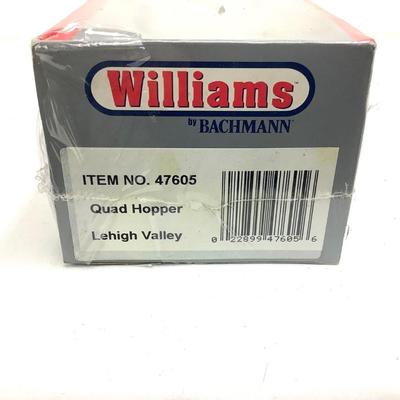 Williams
by BACHMANN
ITEM NO. 47605
Quad Hopper
Lehigh Valley
0 22899 47605 6